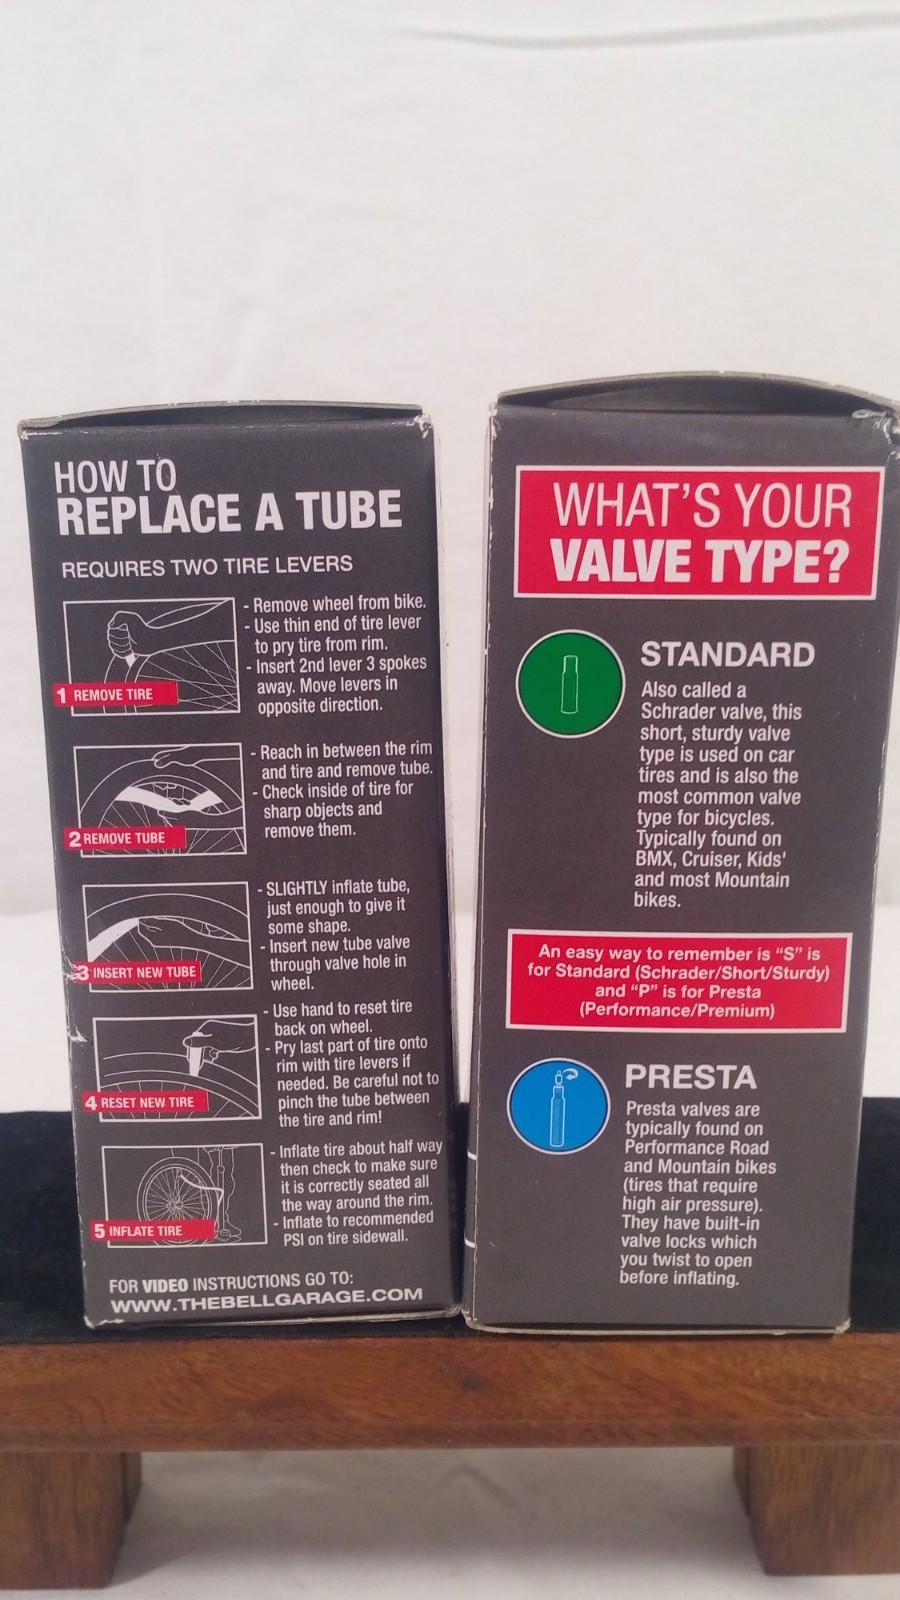 HOW TO
REPLACE A TUBE
REQUIRES TWO TIRE LEVERS
1 REMOVE TIRE
- Remove wheel from bike.
- Use thin end of tire lever
to pry tire from rim.
- Insert 2nd lever 3 spokes
away. Move levers in
opposite direction.
2 REMOVE TUBE
- Reach in between the rim
and tire and remove tube.
- Check inside of tire for
sharp objects and
remove them.
3 INSERT NEW TUBE
- SLIGHTLY inflate tube,
just enough to give it
some shape.
- Insert new tube valve
through valve hole in
wheel.
4 RESET NEW TIRE
- Use hand to reset tire
back on wheel.
- Pry last part of tire onto
rim with tire levers if
needed. Be careful not to
pinch the tube between
the tire and rim!
5 INFLATE TIRE
- Inflate tire about half way
then check to make sure
it is correctly seated all
the way around the rim.
- Inflate to recommended
PSI on tire sidewall.
FOR VIDEO INSTRUCTIONS GO TO:
WWW.THEBELLGARAGE.COM
WHAT'S YOUR
VALVE TYPE?
STANDARD
Also called a
Schrader valve, this
short, sturdy valve
type is used on car
tires and is also the
most common valve
type for bicycles.
Typically found on
BMX, Cruiser, Kids'
and most Mountain
bikes.
An easy way to remember is “S” is
for Standard (Schrader/Short/Sturdy)
and “P” is for Presta
(Performance/Premium)
PRESTA
Presta valves are
typically found on
Performance Road
and Mountain bikes
(tires that require
high air pressure).
They have built-in
valve locks which
you twist to open
before inflating.